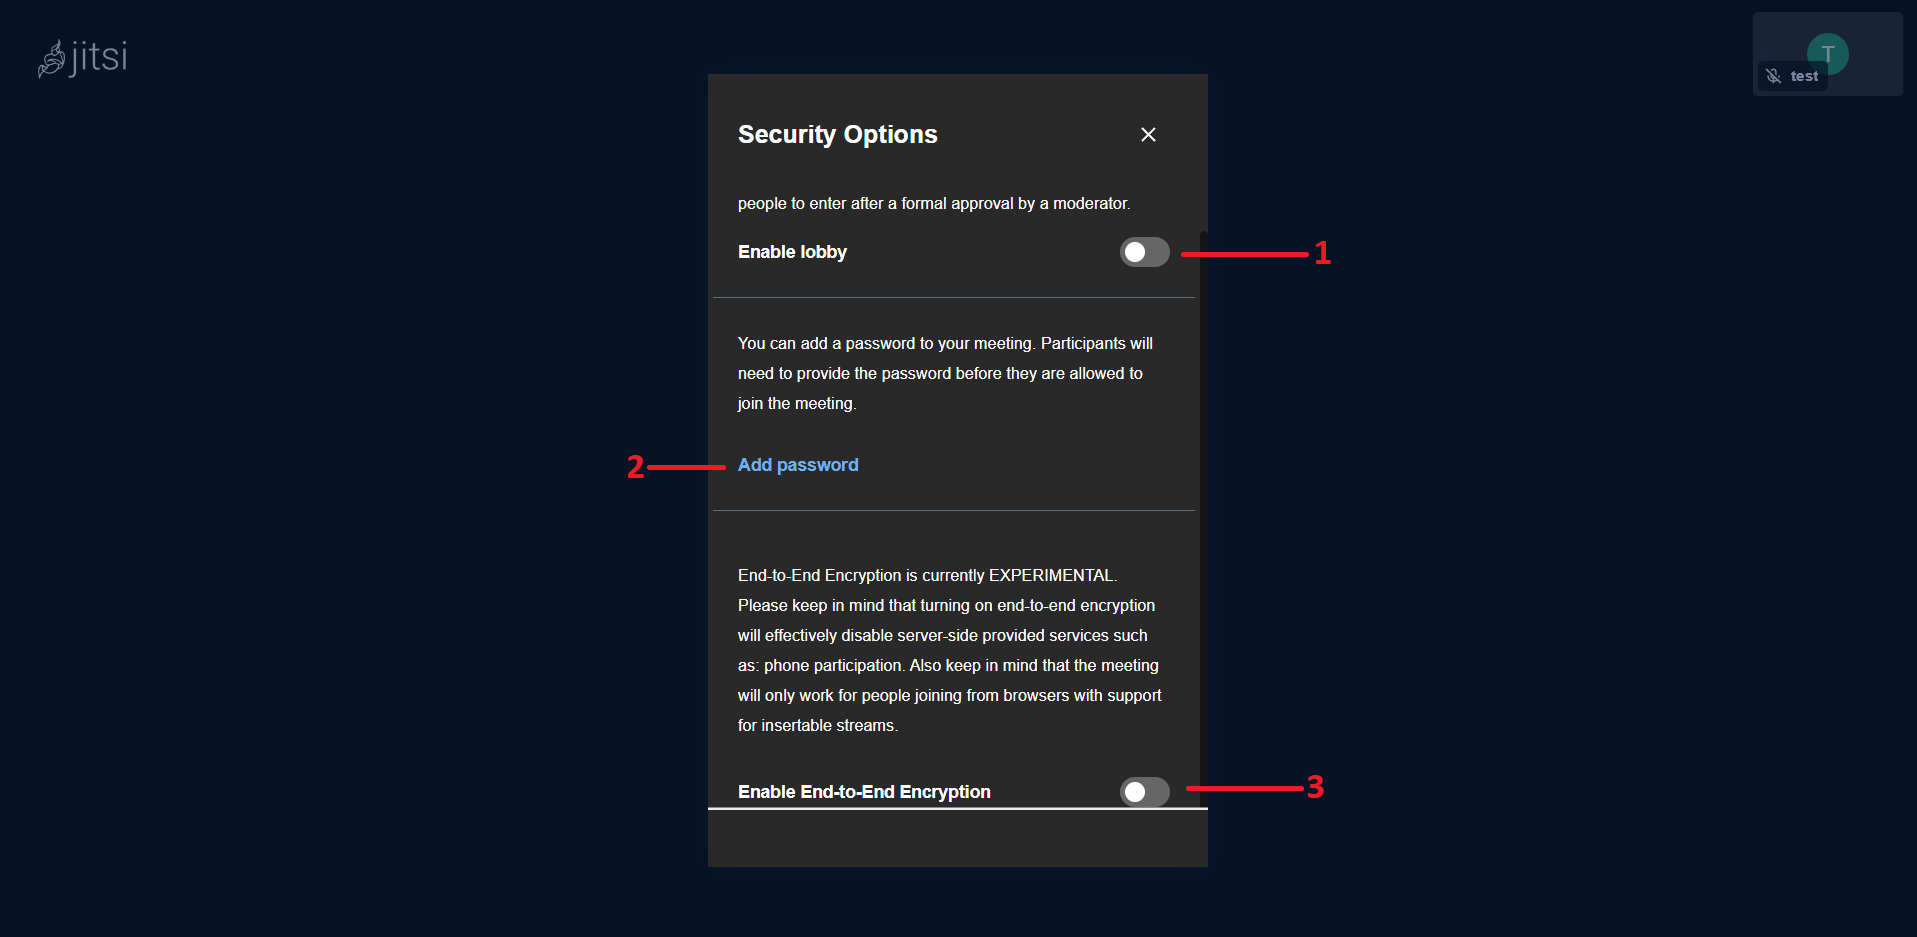 jitsi
T
test
Security Options
people to enter after a formal approval by a moderator.
Enable lobby
1
You can add a password to your meeting. Participants will
need to provide the password before they are allowed to
join the meeting.
2
Add password
End-to-End Encryption is currently EXPERIMENTAL.
Please keep in mind that turning on end-to-end encryption
will effectively disable server-side provided services such
as: phone participation. Also keep in mind that the meeting
will only work for people joining from browsers with support
for insertable streams.
Enable End-to-End Encryption
3